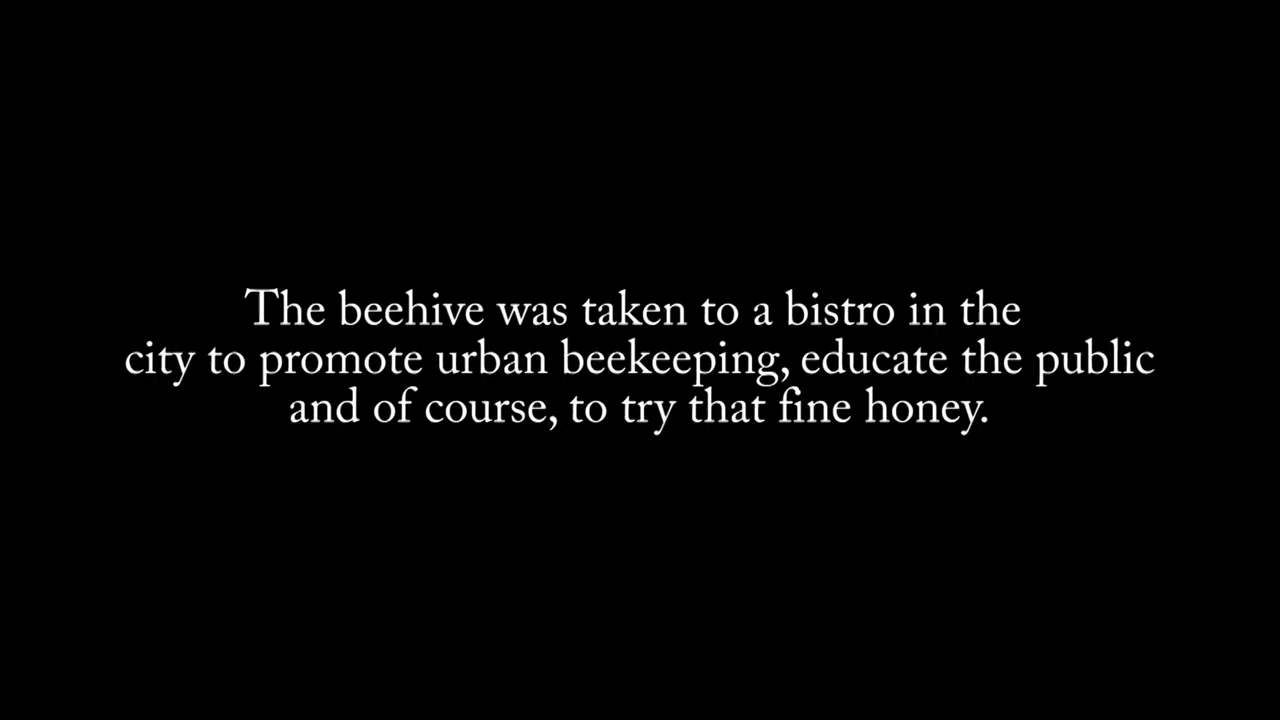 The beehive was taken to a bistro in the
city to promote urban beekeeping, educate the public
and of course, to try that fine honey.